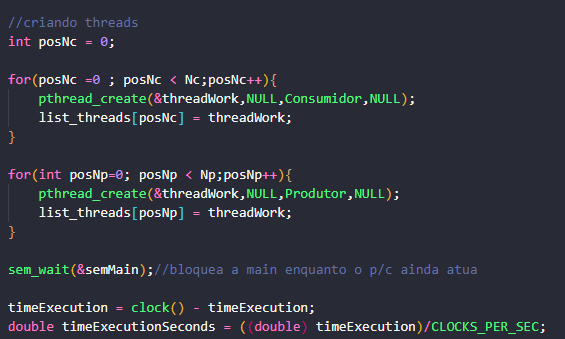 //criando threads
int posNc = 0;
for(posNc =0 ; posNc < Nc;posNc++){
pthread_create(&threadWork,NULL,Consumidor,NULL);
list_threads[posNc] = threadWork;
}
for(int posNp=0; posNp < Np;posNp++){
pthread_create(&threadWork,NULL,Produtor,NULL);
list_threads[posNp] = threadWork;
}
sem_wait(&semMain);//bloquea a main enquanto o p/c ainda atua
timeExecution = clock() - timeExecution;
double timeExecutionSeconds = ((double) timeExecution)/CLOCKS_PER_SEC;